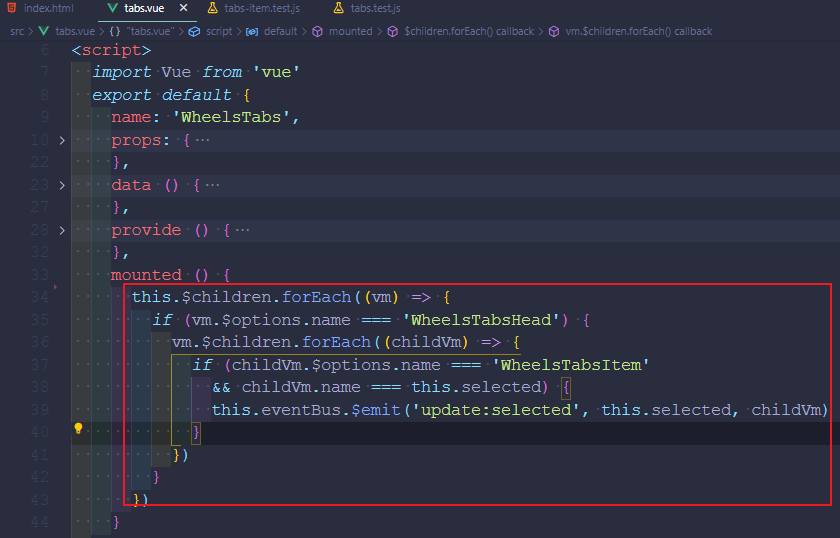 index.html tabs.vue × tabs-item.test.js tabs.test.js
src > tabs.vue > {} "tabs.vue" > script > default > mounted > $children.forEach() callback > vm.$children.forEach() callback
6 <script>
7 import Vue from 'vue'
8 export default {
9 name: 'WheelsTabs',
10 > props: { ···
22 },
23 > data () { ···
27 },
28 > provide () { ···
32 },
33 mounted () {
34 this.$children.forEach((vm) => {
35 if (vm.$options.name === 'WheelsTabsHead') {
36 vm.$children.forEach((childVm) => {
37 if (childVm.$options.name === 'WheelsTabsItem'
38 && childVm.name === this.selected) {
39 this.eventBus.$emit('update:selected', this.selected, childVm)
40 }
41 })
42 }
43 })
44 }